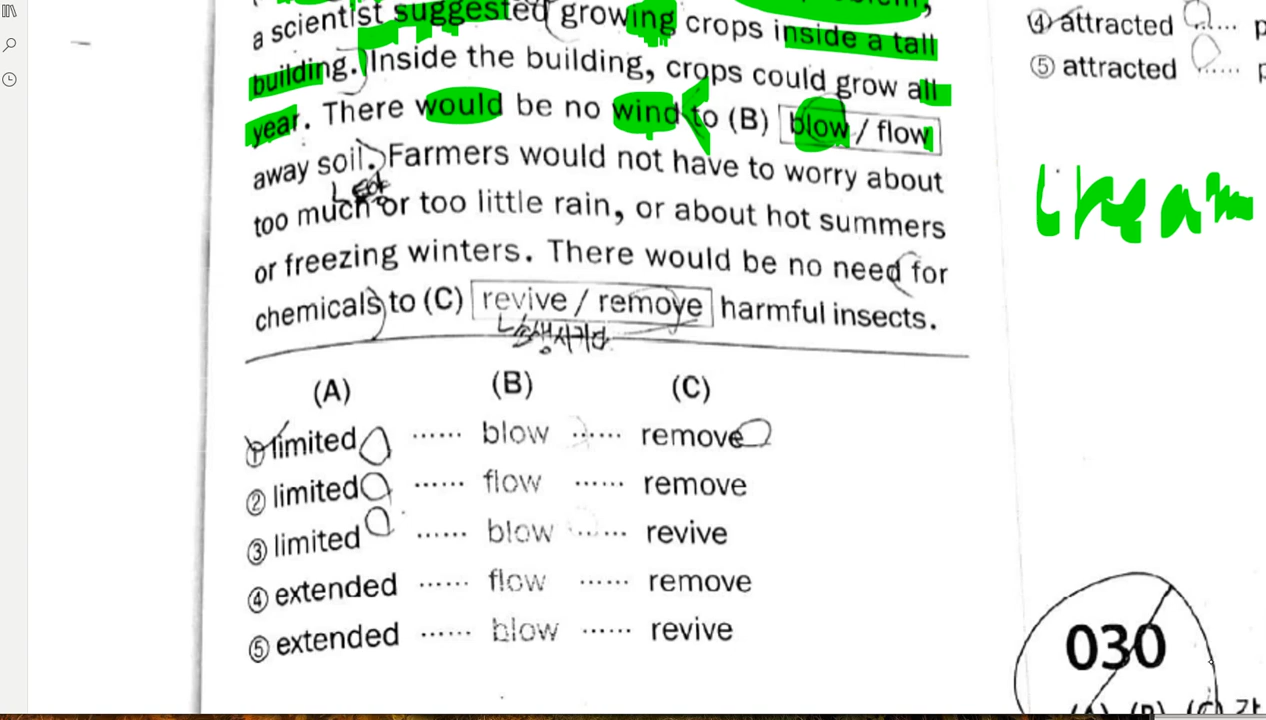 a scientist suggested growing crops inside a tall
building. Inside the building, crops could grow all
year. There would be no wind to (B) blow / flow
away soil. Farmers would not have to worry about
too much or too little rain, or about hot summers
or freezing winters. There would be no need for
chemicals to (C) revive / remove harmful insects.
(A) (B) (C)
① limited ...... blow ...... remove
② limited ...... flow ...... remove
③ limited ...... blow ...... revive
④ extended ...... flow ...... remove
⑤ extended ...... blow ...... revive
④ attracted ......
⑤ attracted ......
030